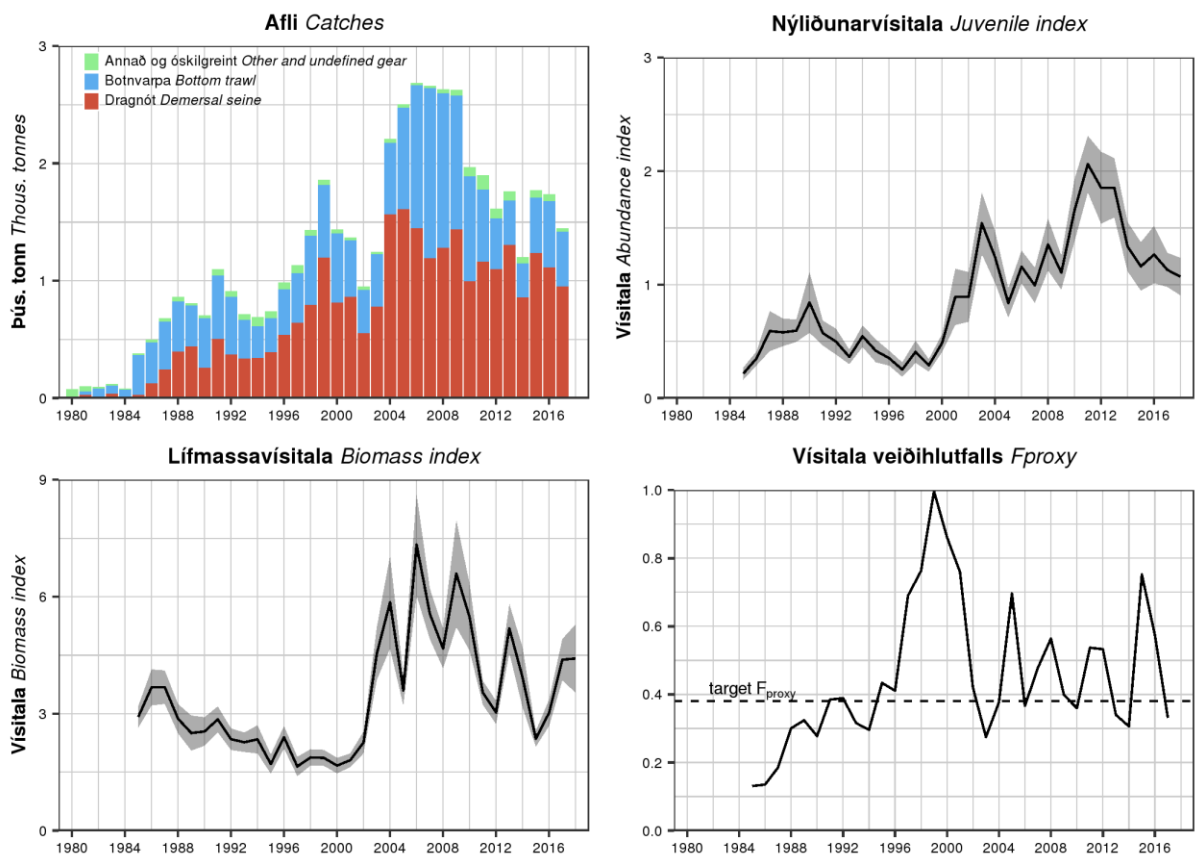 Afli Catches
Þús. tonn Thous. tonnes
3
2
1
0
Annað og óskilgreint Other and undefined gear
Botnvarpa Bottom trawl
Dragnót Demersal seine
1980 1984 1988 1992 1996 2000 2004 2008 2012 2016
Nýliðunarvísitala Juvenile index
Vísitala Abundance index
3
2
1
0
1980 1984 1988 1992 1996 2000 2004 2008 2012 2016
Lífmassavísitala Biomass index
Vísitala Biomass index
9
6
3
0
1980 1984 1988 1992 1996 2000 2004 2008 2012 2016
Vísitala veiðihlutfalls Fproxy
1.0
0.8
0.6
0.4
0.2
0.0
target Fproxy
1980 1984 1988 1992 1996 2000 2004 2008 2012 2016